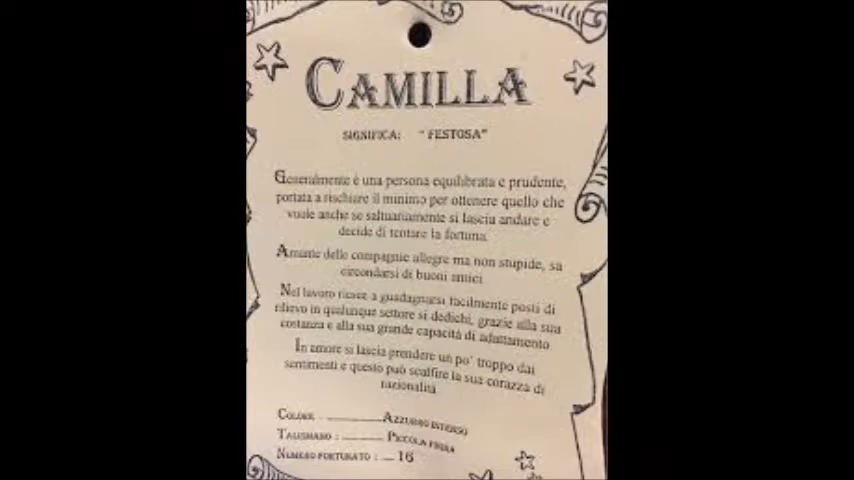 CAMILLA
SIGNIFICA: "FESTOSA"
Generalmente è una persona equilibrata e prudente,
portata a rischiare il minimo per ottenere quello che
vuole anche se saltuariamente si lascia andare e
decide di tentare la fortuna.
Amante delle compagnie allegre ma non stupide, sa
circondarsi di buoni amici
Nel lavoro riesce a guadagnarsi facilmente posti di
rilievo in qualunque settore si dedichi, grazie alla sua
costanza e alla sua grande capacità di adattamento
In amore si lascia prendere un po' troppo dai
sentimenti e questo può scalfire la sua corazza di
razionalità
COLORE : AZZURRO INTENSO
TALISMANO : PICCOLA
NUMERO FORTUNATO : 16